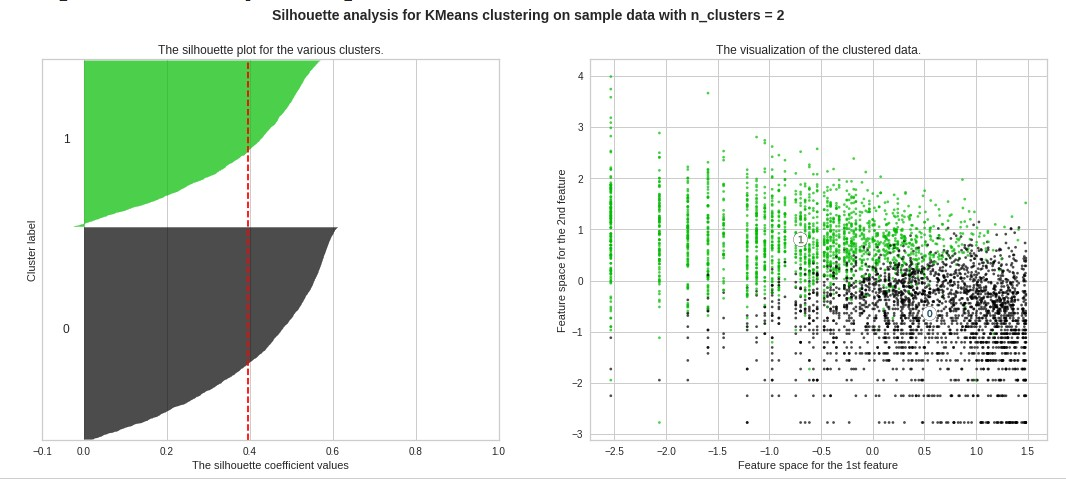 Silhouette analysis for KMeans clustering on sample data with n_clusters = 2
The silhouette plot for the various clusters.
1
0
Cluster label
−0.1 0.0 0.2 0.4 0.6 0.8 1.0
The silhouette coefficient values
The visualization of the clustered data.
4
3
2
1
0
−1
−2
−3
Feature space for the 2nd feature
1
0
−2.5 −2.0 −1.5 −1.0 −0.5 0.0 0.5 1.0 1.5
Feature space for the 1st feature